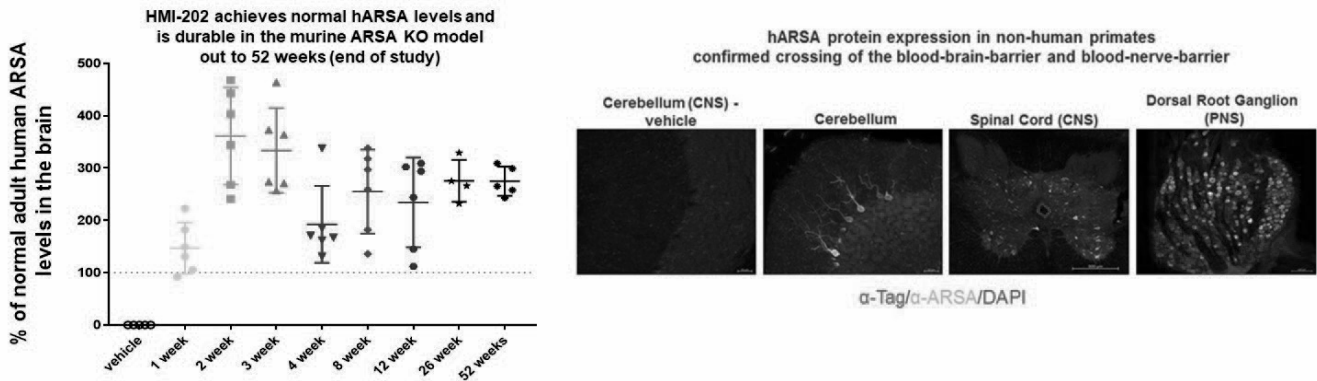 HMI-202 achieves normal hARSA levels and
is durable in the murine ARSA KO model
out to 52 weeks (end of study)
% of normal adult human ARSA
levels in the brain
500
400
300
200
100
0
vehicle
1 week
2 week
3 week
4 week
8 week
12 week
26 week
52 weeks
hARSA protein expression in non-human primates
confirmed crossing of the blood-brain-barrier and blood-nerve-barrier
Cerebellum (CNS) -
vehicle
Cerebellum
Spinal Cord (CNS)
Dorsal Root Ganglion
(PNS)
α-Tag/α-ARSA/DAPI